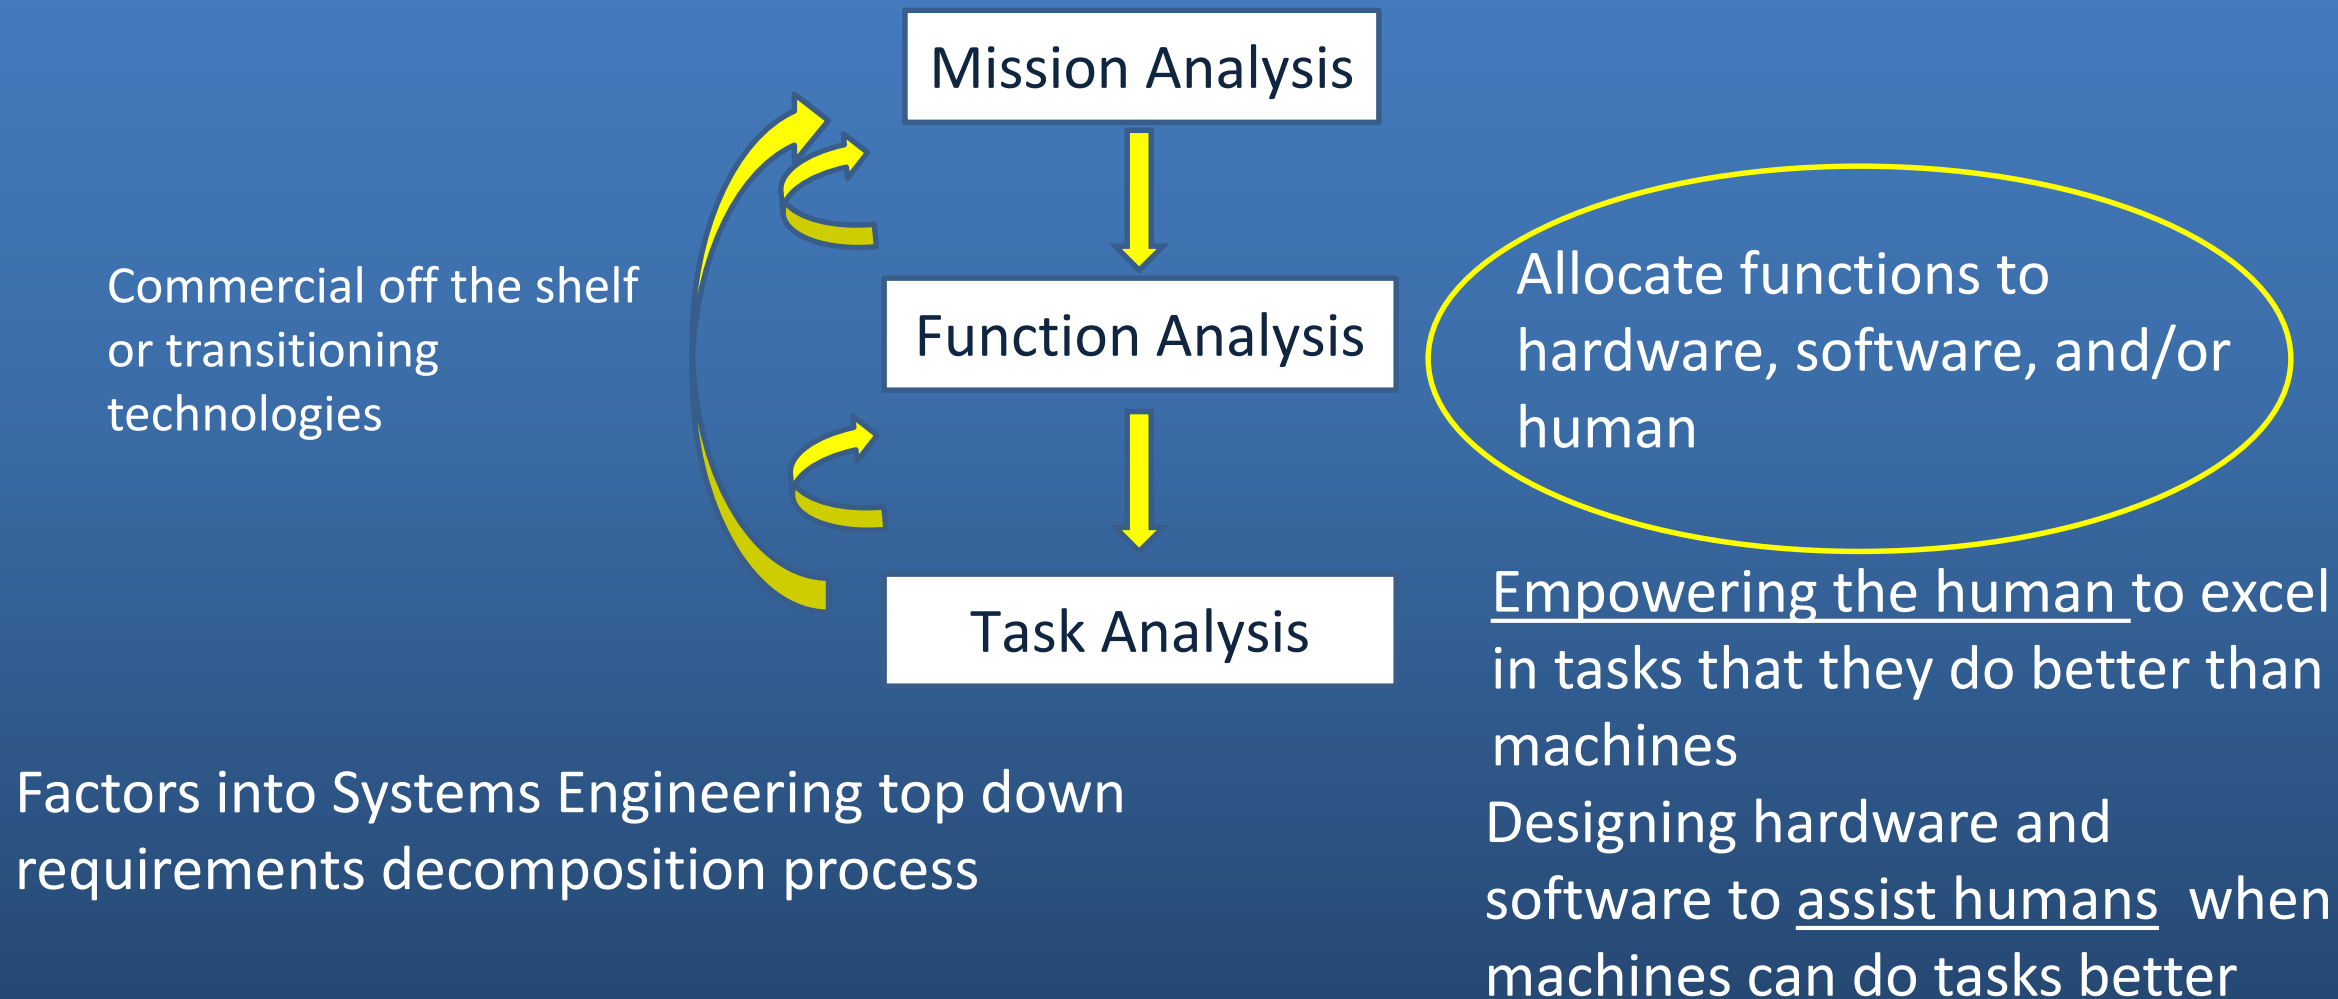 Mission Analysis
Commercial off the shelf
or transitioning
technologies
Function Analysis
Allocate functions to
hardware, software, and/or
human
Task Analysis
Empowering the human to excel
in tasks that they do better than
machines
Factors into Systems Engineering top down
requirements decomposition process
Designing hardware and
software to assist humans when
machines can do tasks better